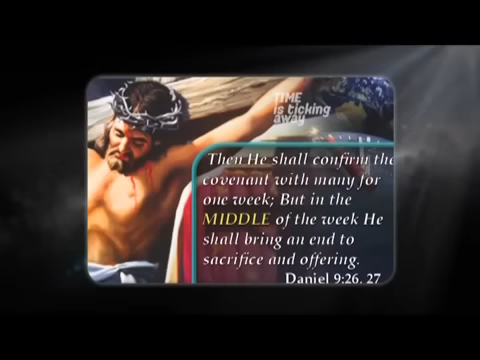 TIME
is ticking
away
Then He shall confirm the
covenant with many for
one week; But in the
MIDDLE of the week He
shall bring an end to
sacrifice and offering.
Daniel 9:26, 27